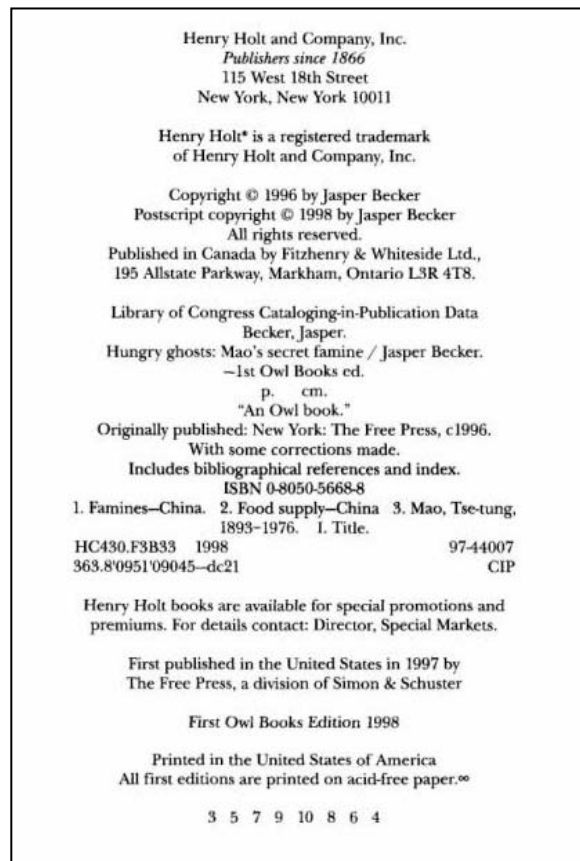 Henry Holt and Company, Inc.
Publishers since 1866
115 West 18th Street
New York, New York 10011
Henry Holt® is a registered trademark
of Henry Holt and Company, Inc.
Copyright © 1996 by Jasper Becker
Postscript copyright © 1998 by Jasper Becker
All rights reserved.
Published in Canada by Fitzhenry & Whiteside Ltd.,
195 Allstate Parkway, Markham, Ontario L3R 4T8.
Library of Congress Cataloging-in-Publication Data
Becker, Jasper.
Hungry ghosts: Mao's secret famine / Jasper Becker.
—1st Owl Books ed.
p. cm.
"An Owl book."
Originally published: New York: The Free Press, c1996.
With some corrections made.
Includes bibliographical references and index.
ISBN 0-8050-5668-8
1. Famines—China. 2. Food supply—China 3. Mao, Tse-tung,
1893–1976. I. Title.
HC430.F3B33 1998 97-44007
363.8'0951'09045—dc21 CIP
Henry Holt books are available for special promotions and
premiums. For details contact: Director, Special Markets.
First published in the United States in 1997 by
The Free Press, a division of Simon & Schuster
First Owl Books Edition 1998
Printed in the United States of America
All first editions are printed on acid-free paper.∞
3 5 7 9 10 8 6 4